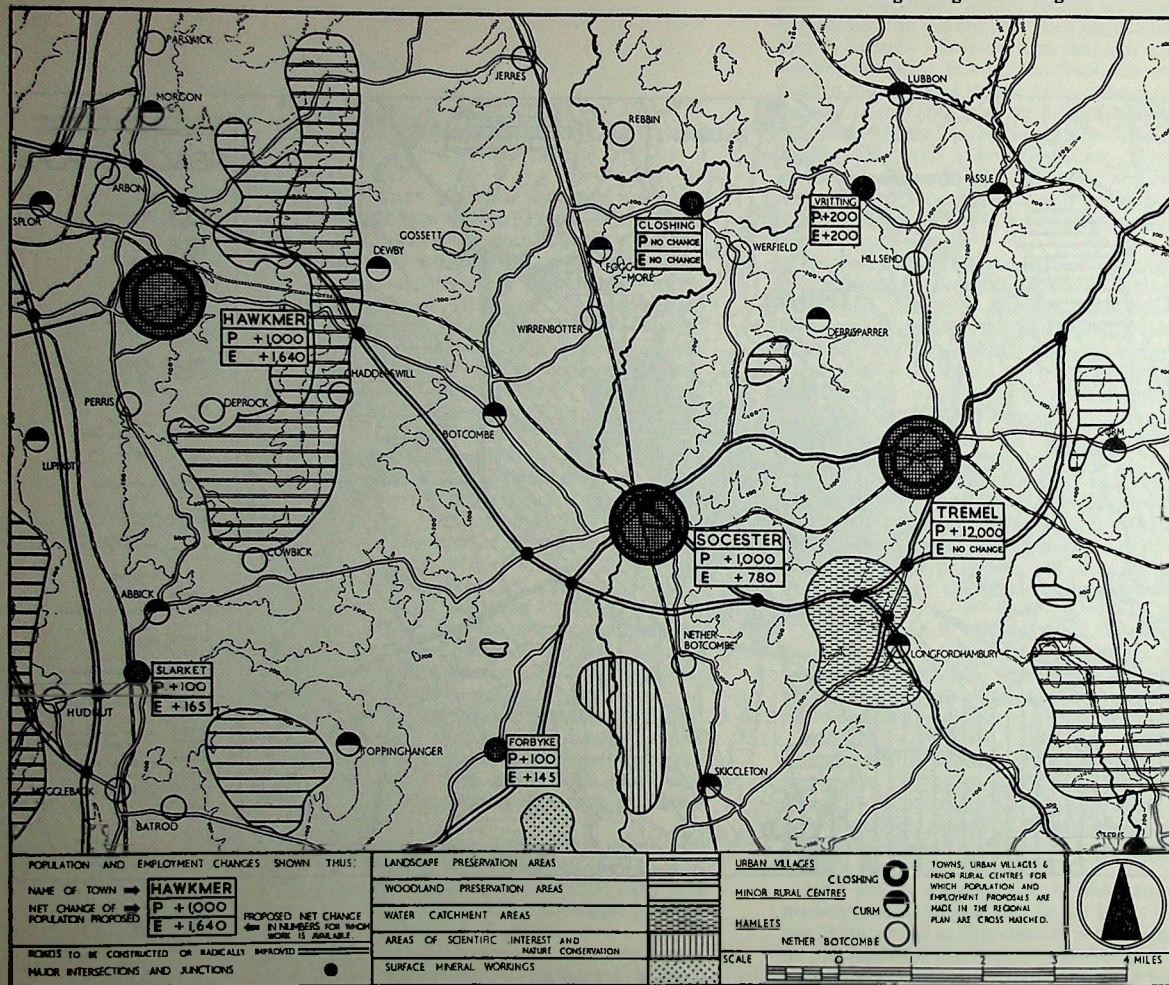 PARSWICK
JERRES
LUBBON
MORGON
REBBIN
ARBON
PASSLE
SPLOR
VRITTING
P+200
E+200
CLOSHING
P NO CHANGE
E NO CHANGE
GOSSETT
DEWBY
WERFIELD
HILLSEND
MORE
HAWKMER
P +1,000
E +1,640
WIRRENBOTTER
DEBRISPARRER
PERRIS
DEPROCK
BOTCOMBE
CURM
TREMEL
P +12,000
E NO CHANGE
SOCESTER
P +1,000
E +780
COWBICK
ABBICK
NETHER
BOTCOMBE
LONGFORDHAMBURY
SLARKET
P +100
E +165
HUDNUT
FORBYKE
P+100
E +145
TOPPINGHANGER
SKICCLETON
MOGGLEBACK
BATROD
POPULATION AND EMPLOYMENT CHANGES SHOWN THUS:
NAME OF TOWN
HAWKMER
NET CHANGE OF
POPULATION PROPOSED
P +1,000
E +1,640
PROPOSED NET CHANGE
IN NUMBERS FOR WHOM
WORK IS AVAILABLE.
ROADS TO BE CONSTRUCTED OR RADICALLY IMPROVED
MAJOR INTERSECTIONS AND JUNCTIONS
LANDSCAPE PRESERVATION AREAS
WOODLAND PRESERVATION AREAS
WATER CATCHMENT AREAS
AREAS OF SCIENTIFIC INTEREST AND
NATURE CONSERVATION
SURFACE MINERAL WORKINGS
URBAN VILLAGES
CLOSHING
MINOR RURAL CENTRES
CURM
HAMLETS
NETHER BOTCOMBE
TOWNS, URBAN VILLAGES &
MINOR RURAL CENTRES FOR
WHICH POPULATION AND
EMPLOYMENT PROPOSALS ARE
MADE IN THE REGIONAL
PLAN ARE CROSS HATCHED.
SCALE 0 1 2 3 4 MILES